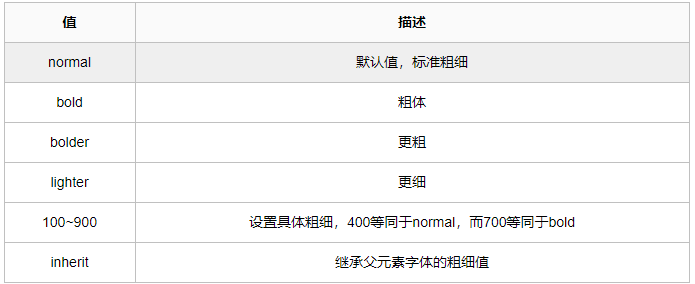 值 描述
normal 默认值，标准粗细
bold 粗体
bolder 更粗
lighter 更细
100~900 设置具体粗细，400等同于normal，而700等同于bold
inherit 继承父元素字体的粗细值